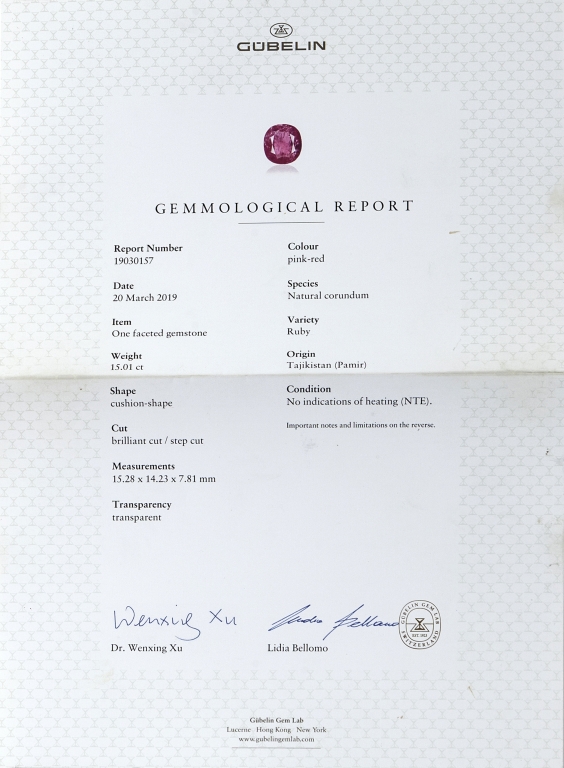 GÜBELIN
GEMMOLOGICAL REPORT
Report Number
19030157
Date
20 March 2019
Item
One faceted gemstone
Weight
15.01 ct
Shape
cushion-shape
Cut
brilliant cut / step cut
Measurements
15.28 x 14.23 x 7.81 mm
Transparency
transparent
Colour
pink-red
Species
Natural corundum
Variety
Ruby
Origin
Tajikistan (Pamir)
Condition
No indications of heating (NTE).
Important notes and limitations on the reverse.
Wenxing Xu
Dr. Wenxing Xu
Lidia Bellomo
GÜBELIN GEM LAB
EST. 1923
SWITZERLAND
Gübelin Gem Lab
Lucerne Hong Kong New York
www.gubelingemlab.com